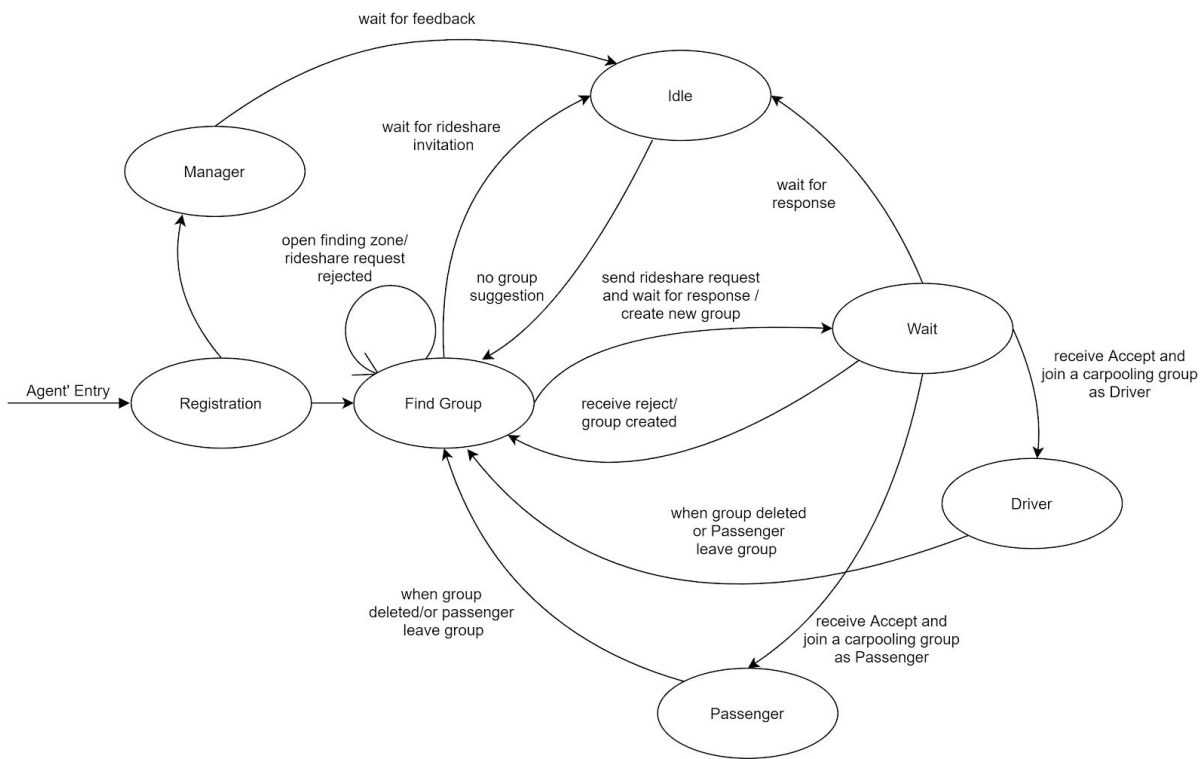 wait for feedback
Idle
wait for rideshare
invitation
Manager
wait for
response
open finding zone/
rideshare request
rejected
no group
suggestion
send rideshare request
and wait for response /
create new group
Wait
receive Accept and
join a carpooling group
as Driver
Agent' Entry
Registration
Find Group
receive reject/
group created
Driver
when group deleted
or Passenger
leave group
when group
deleted/or passenger
leave group
receive Accept and
join a carpooling group
as Passenger
Passenger